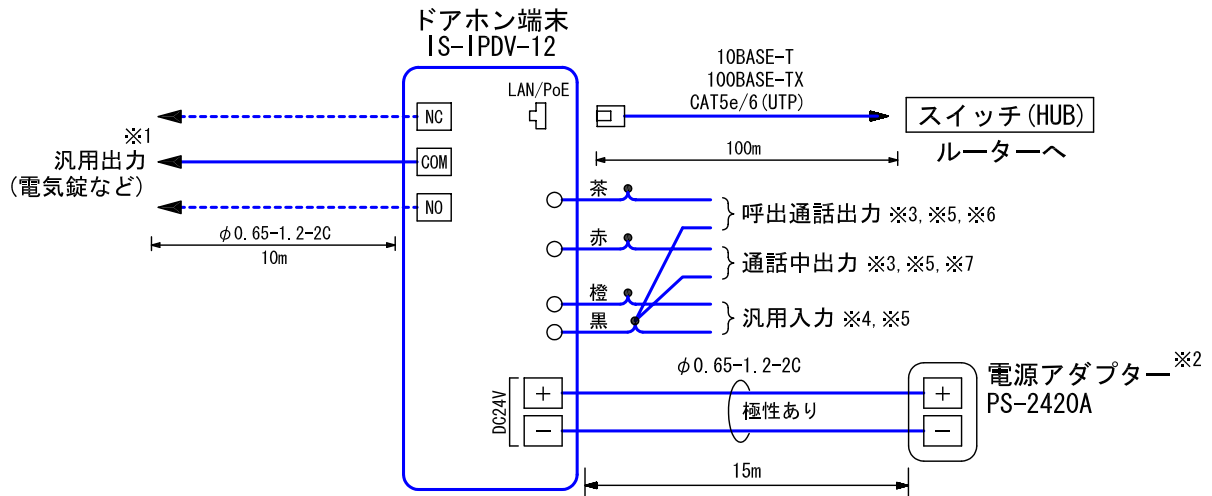 ドアホン端末
IS-IPDV-12
LAN/PoE
NC
COM
NO
※1
汎用出力
(電気錠など)
φ0.65-1.2-2C
10m
10BASE-T
100BASE-TX
CAT5e/6(UTP)
スイッチ(HUB)
ルーターへ
100m
茶
呼出通話出力 ※3, ※5, ※6
赤
通話中出力 ※3, ※5, ※7
橙
黒
汎用入力 ※4, ※5
DC24V
+
−
φ0.65-1.2-2C
極性あり
15m
+
−
電源アダプター※2
PS-2420A